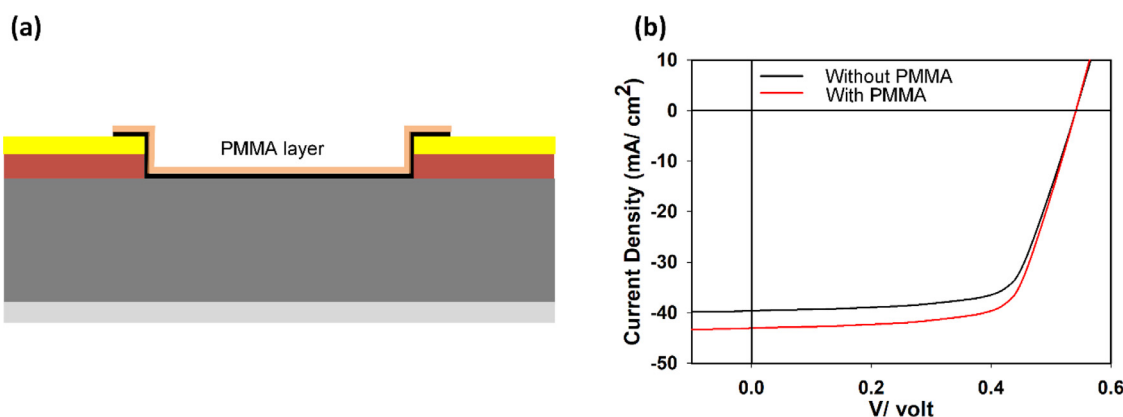 (a)
PMMA layer
(b)
Without PMMA
With PMMA
Current Density (mA/ cm²)
10
0
-10
-20
-30
-40
-50
0.0 0.2 0.4 0.6
V/ volt